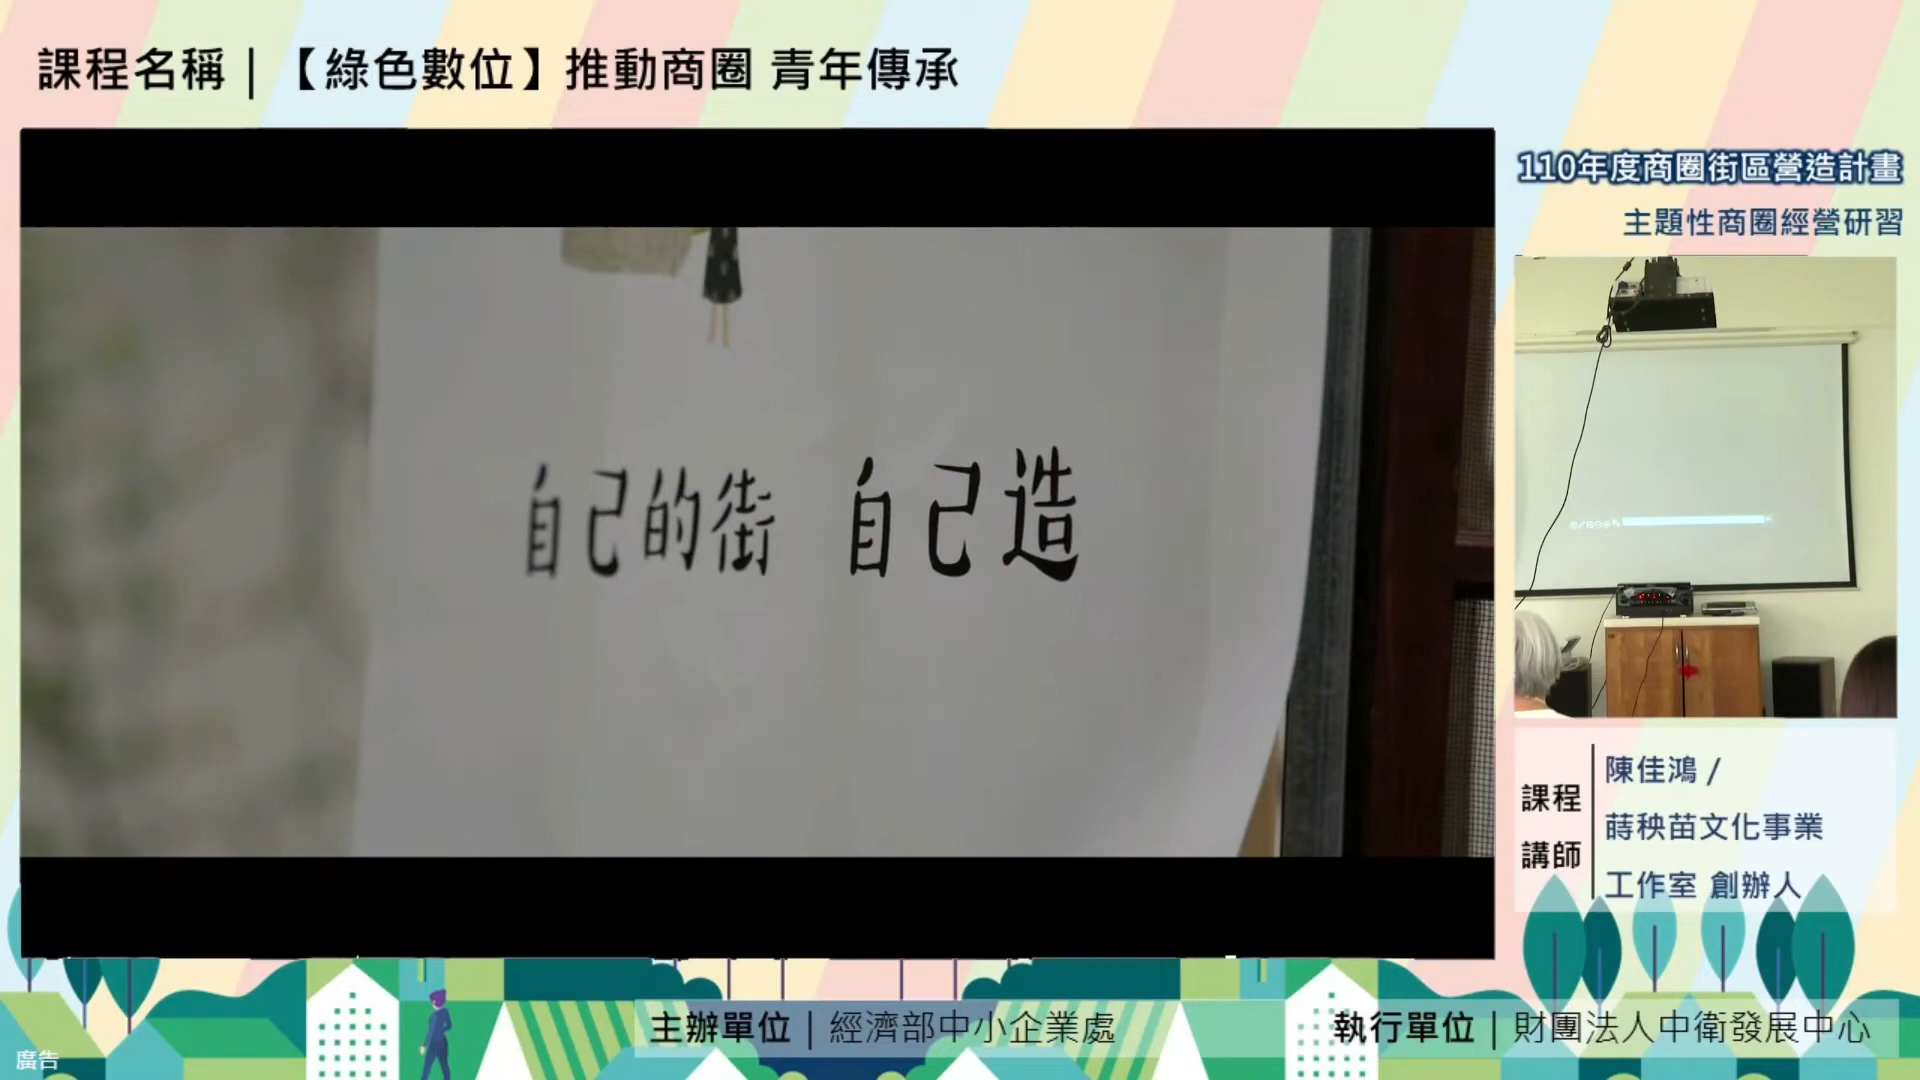 課程名稱｜【綠色數位】推動商圈 青年傳承
110年度商圈街區營造計畫
主題性商圈經營研習
自己的街 自己造
課程
講師
陳佳鴻 /
蒔秧苗文化事業
工作室 創辦人
主辦單位｜經濟部中小企業處
執行單位｜財團法人中衛發展中心
廣告